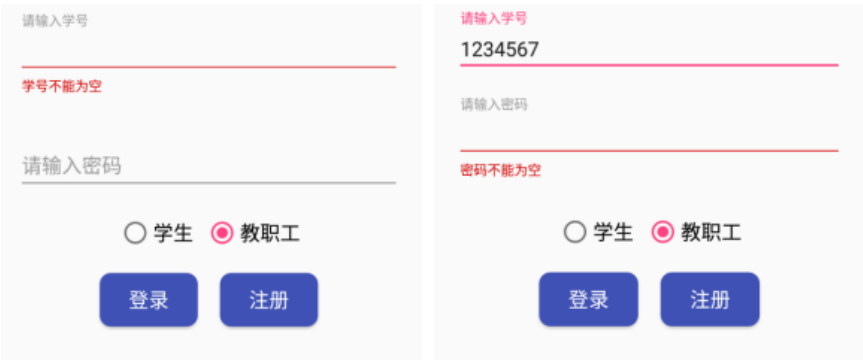 请输入学号
学号不能为空
请输入密码
学生 教职工
登录 注册
请输入学号
1234567
请输入密码
密码不能为空
学生 教职工
登录 注册